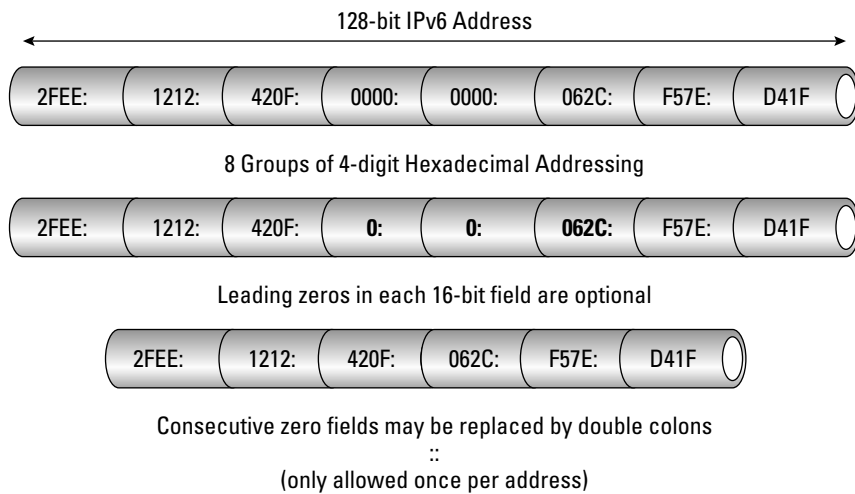 128-bit IPv6 Address
2FEE: 1212: 420F: 0000: 0000: 062C: F57E: D41F
8 Groups of 4-digit Hexadecimal Addressing
2FEE: 1212: 420F: 0: 0: 062C: F57E: D41F
Leading zeros in each 16-bit field are optional
2FEE: 1212: 420F: 062C: F57E: D41F
Consecutive zero fields may be replaced by double colons
::
(only allowed once per address)